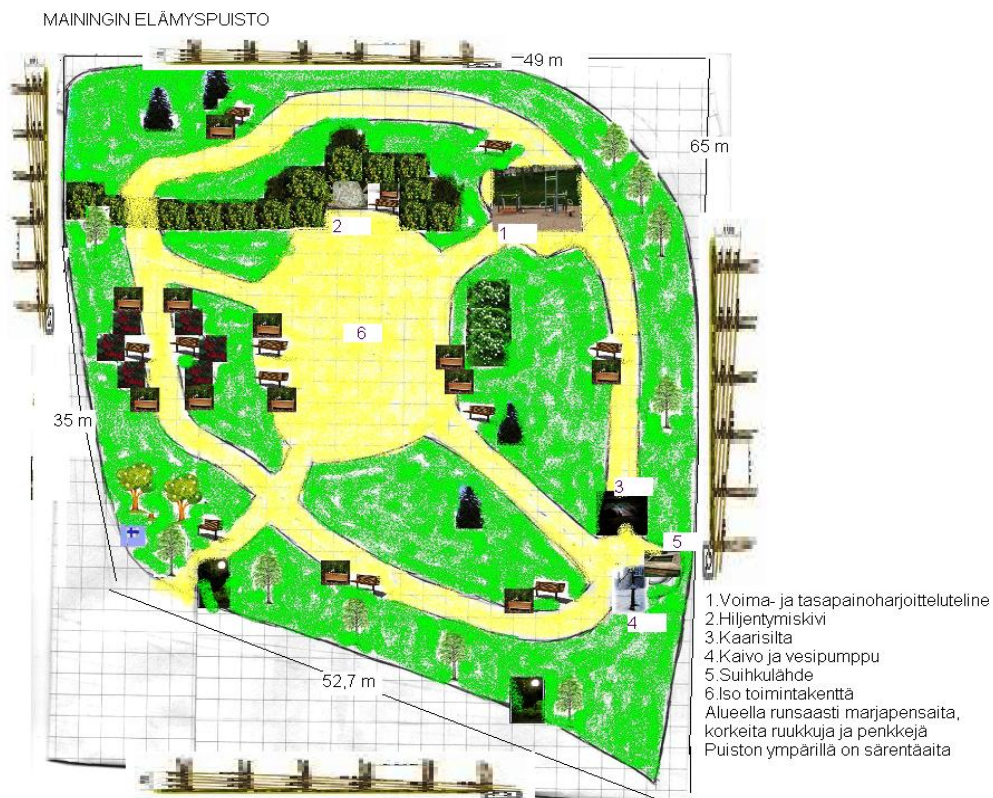 MAININGIN ELÄMYSPUISTO
49 m
65 m
2
1
6
35 m
3
5
4
52,7 m
1.Voima- ja tasapainoharjoitteluteline
2.Hiljentymiskivi
3.Kaarisilta
4.Kaivo ja vesipumppu
5.Suihkulähde
6.Iso toimintakenttä
Alueella runsaasti marjapensaita,
korkeita ruukkuja ja penkkejä
Puiston ympärillä on särentäaita